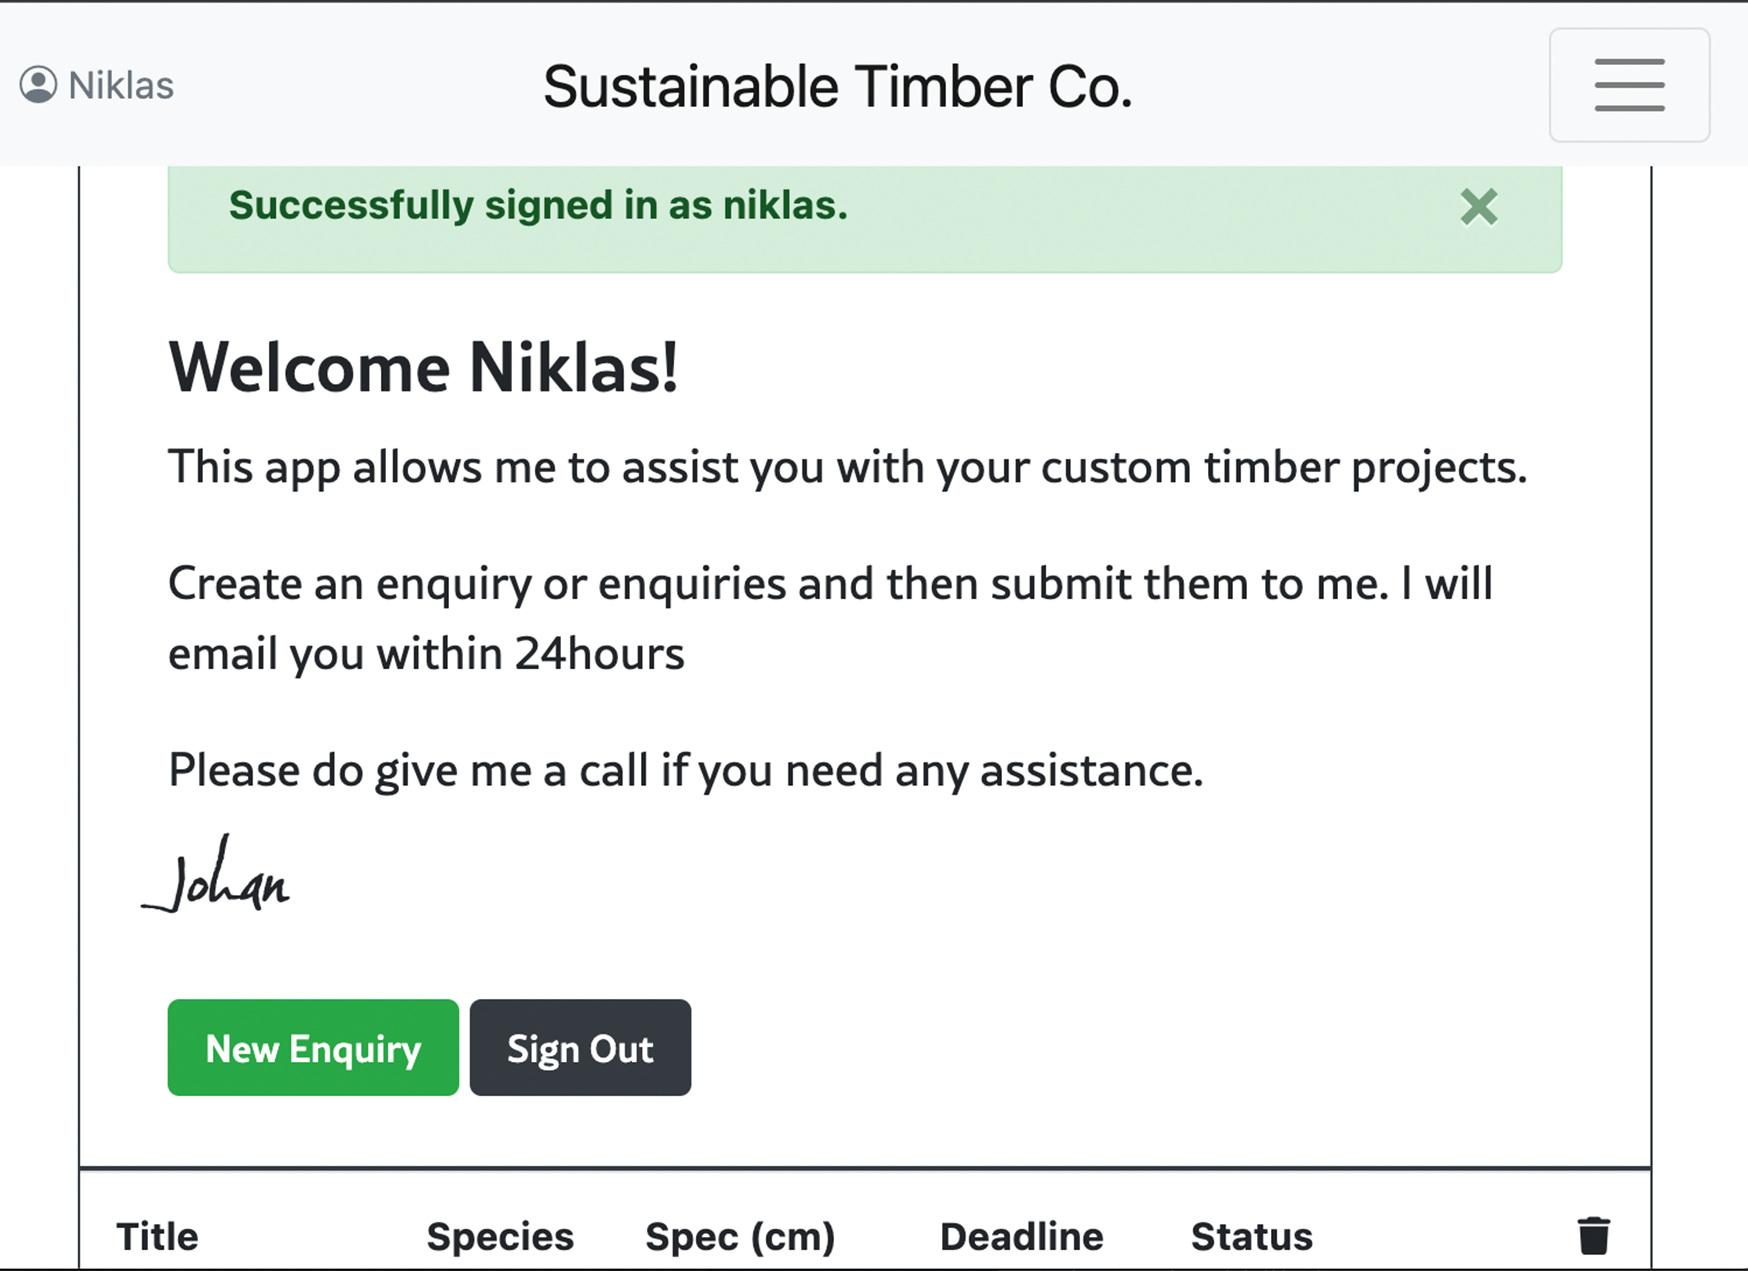 Niklas
Sustainable Timber Co.
Successfully signed in as niklas.
Welcome Niklas!
This app allows me to assist you with your custom timber projects.
Create an enquiry or enquiries and then submit them to me. I will
email you within 24hours
Please do give me a call if you need any assistance.
Johan
New Enquiry Sign Out
Title Species Spec (cm) Deadline Status